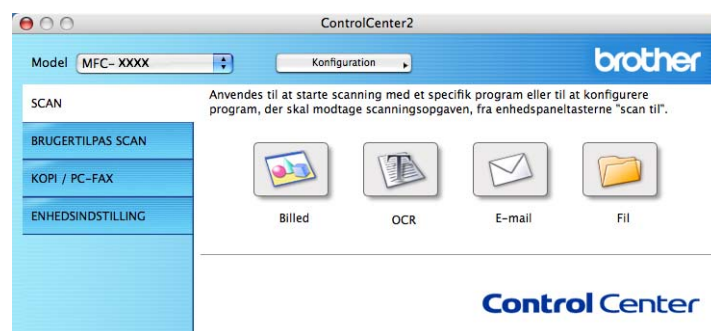 ControlCenter2
Model MFC- XXXX Konfiguration brother
SCAN
BRUGERTILPAS SCAN
KOPI / PC-FAX
ENHEDSINDSTILLING
Anvendes til at starte scanning med et specifik program eller til at konfigurere
program, der skal modtage scanningsopgaven, fra enhedspaneltasterne "scan til".
Billed OCR E-mail Fil
Control Center